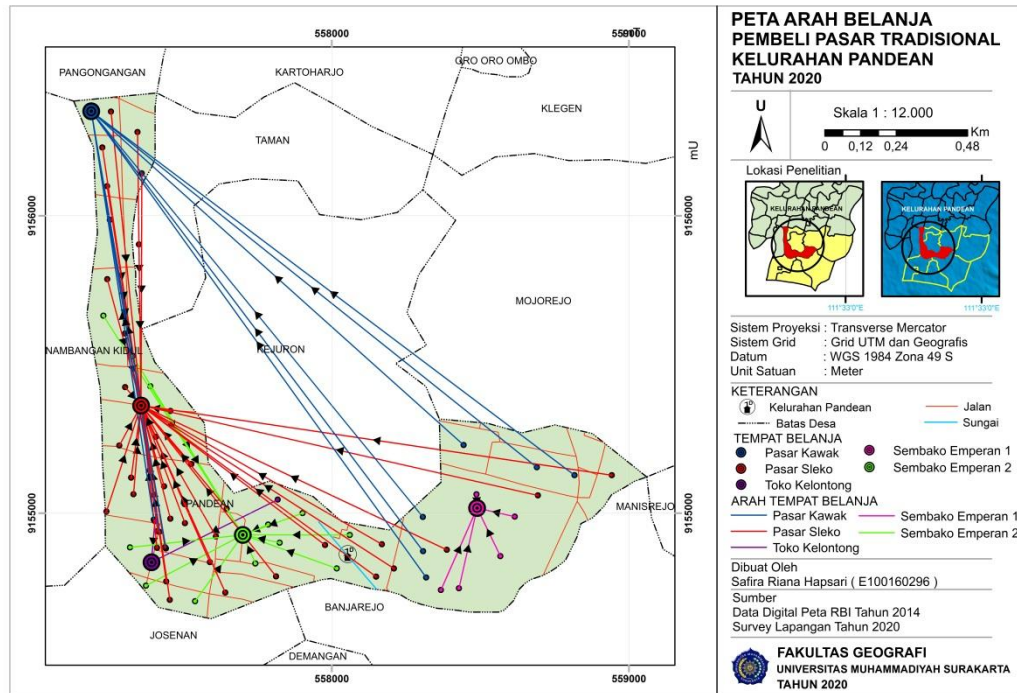 558000
559000
PANGONGANGAN
KARTOHARJO
ORO ORO OMBO
KLEGEN
TAMAN
mU
9156000
9156000
MOJOREJO
NAMBANGAN KIDUL
KEJURON
MANISREJO
PANDEAN
9155000
9155000
BANJAREJO
JOSENAN
DEMANGAN
558000
559000
PETA ARAH BELANJA
PEMBELI PASAR TRADISIONAL
KELURAHAN PANDEAN
TAHUN 2020
U
Skala 1 : 12.000
Km
0 0,12 0,24 0,48
Lokasi Penelitian
KELURAHAN PANDEAN
KELURAHAN PANDEAN
111°33'0"E
111°33'0"E
Sistem Proyeksi : Transverse Mercator
Sistem Grid : Grid UTM dan Geografis
Datum : WGS 1984 Zona 49 S
Unit Satuan : Meter
KETERANGAN
Kelurahan Pandean
Jalan
Batas Desa
Sungai
TEMPAT BELANJA
Pasar Kawak
Sembako Emperan 1
Pasar Sleko
Sembako Emperan 2
Toko Kelontong
ARAH TEMPAT BELANJA
Pasar Kawak
Sembako Emperan 1
Pasar Sleko
Sembako Emperan 2
Toko Kelontong
Dibuat Oleh
Safira Riana Hapsari ( E100160296 )
Sumber
Data Digital Peta RBI Tahun 2014
Survey Lapangan Tahun 2020
FAKULTAS GEOGRAFI
UNIVERSITAS MUHAMMADIYAH SURAKARTA
TAHUN 2020